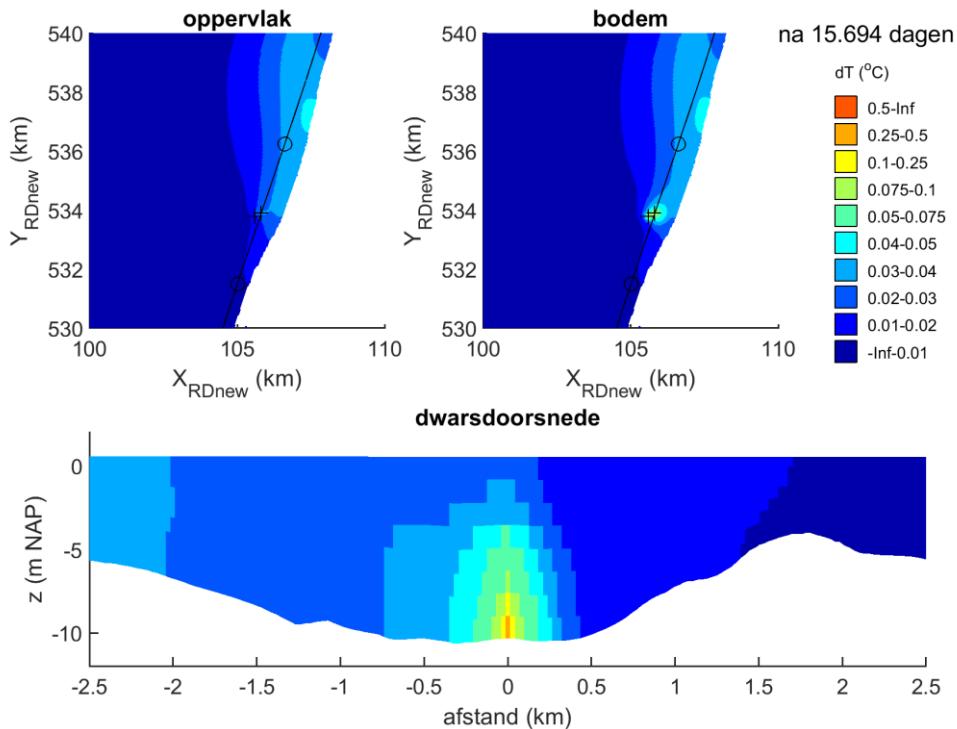 oppervlak
540
538
536
534
532
530
Y_RDnew (km)
100
105
110
X_RDnew (km)
bodem
540
538
536
534
532
530
Y_RDnew (km)
100
105
110
X_RDnew (km)
na 15.694 dagen
dT (°C)
0.5-Inf
0.25-0.5
0.1-0.25
0.075-0.1
0.05-0.075
0.04-0.05
0.03-0.04
0.02-0.03
0.01-0.02
-Inf-0.01
dwarsdoorsnede
0
-5
-10
z (m NAP)
-2.5 -2 -1.5 -1 -0.5 0 0.5 1 1.5 2 2.5
afstand (km)